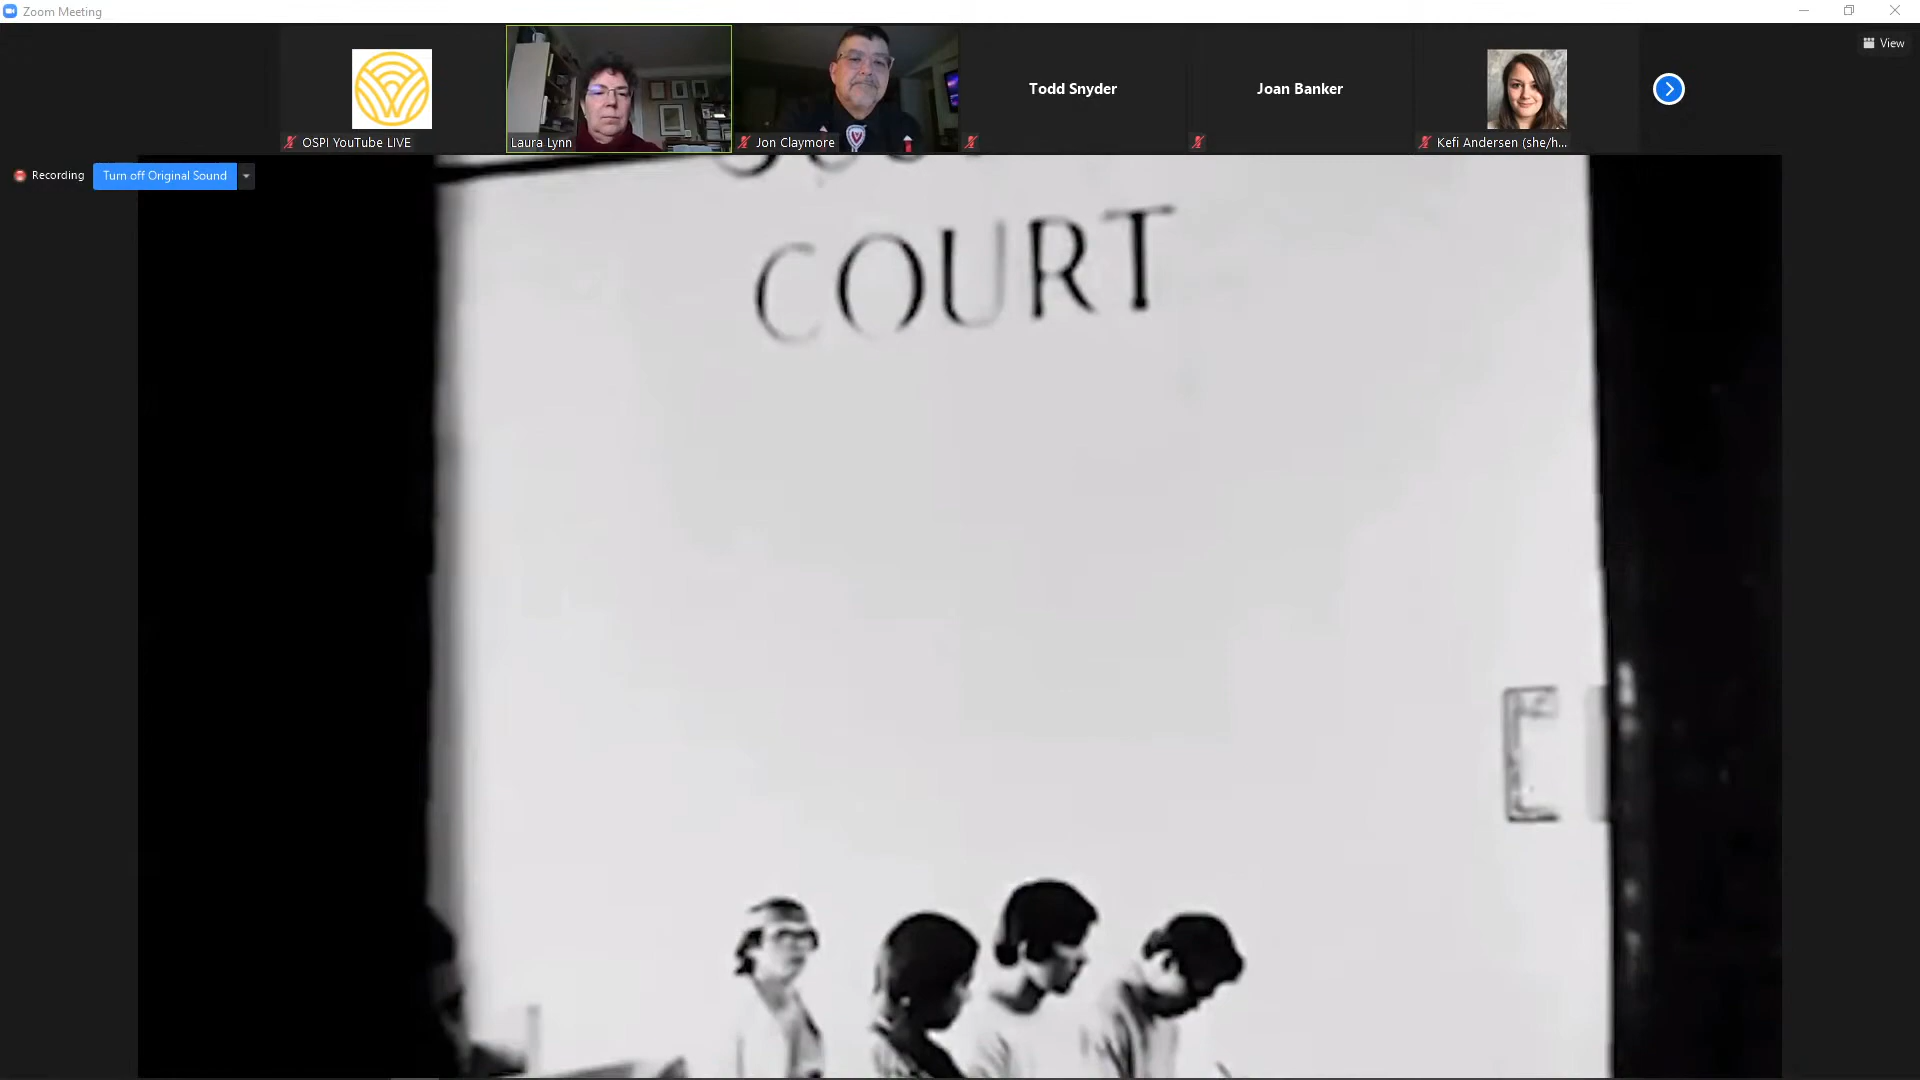 Zoom Meeting
View
Todd Snyder
Joan Banker
OSPI YouTube LIVE
Laura Lynn
Jon Claymore
Kefi Andersen (she/h...
Recording
Turn off Original Sound
COURT